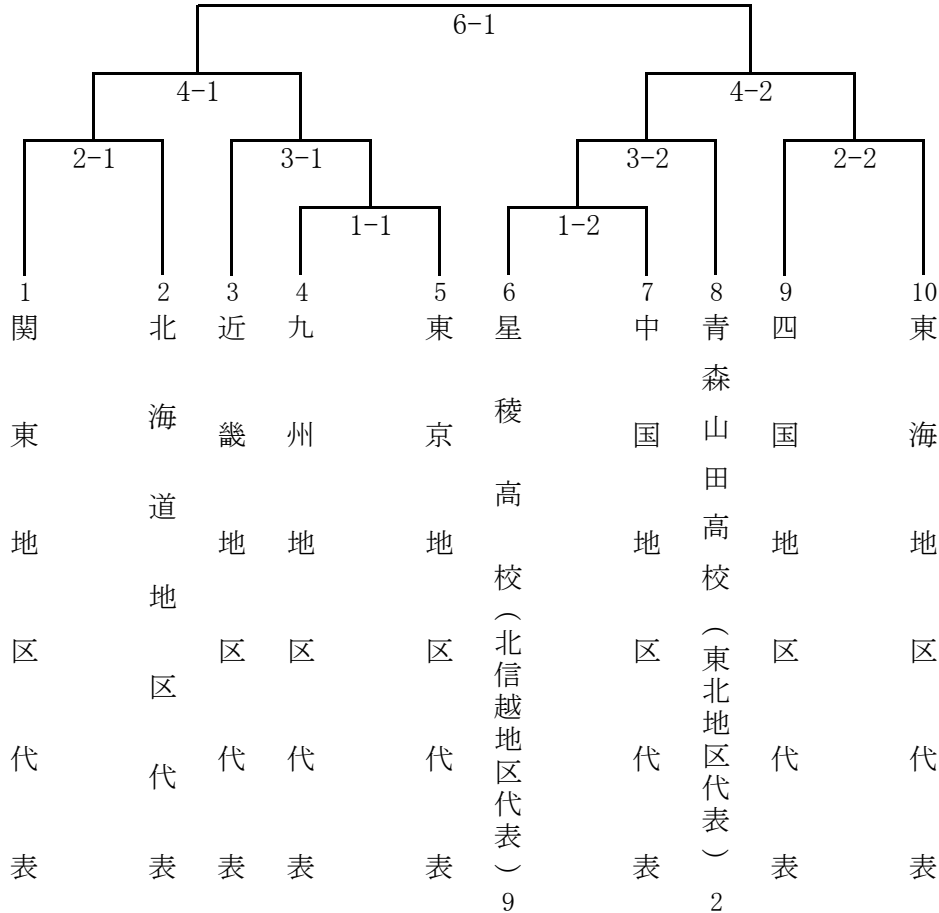 6-1
4-1
4-2
2-1
3-1
3-2
2-2
1-1
1-2
1
2
3
4
5
6
7
8
9
10
関東地区代表
北海道地区代表
近畿地区代表
九州地区代表
東京地区代表
星稜高校(北信越地区代表)9
中国地区代表
青森山田高校(東北地区代表)2
四国地区代表
東海地区代表